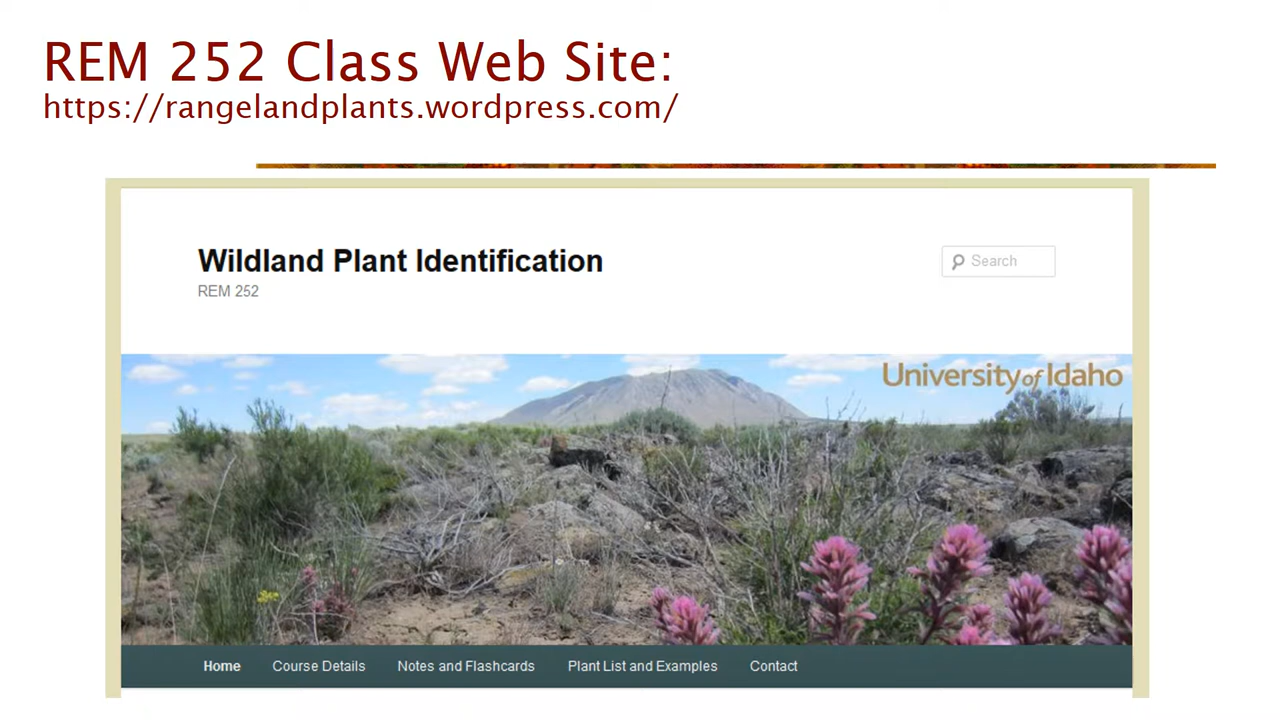 REM 252 Class Web Site:
https://rangelandplants.wordpress.com/
Wildland Plant Identification
REM 252
Search
University of Idaho
Home Course Details Notes and Flashcards Plant List and Examples Contact